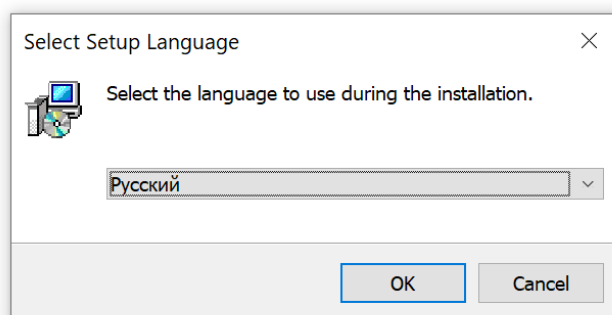 Select Setup Language
Select the language to use during the installation.
Русский
OK
Cancel